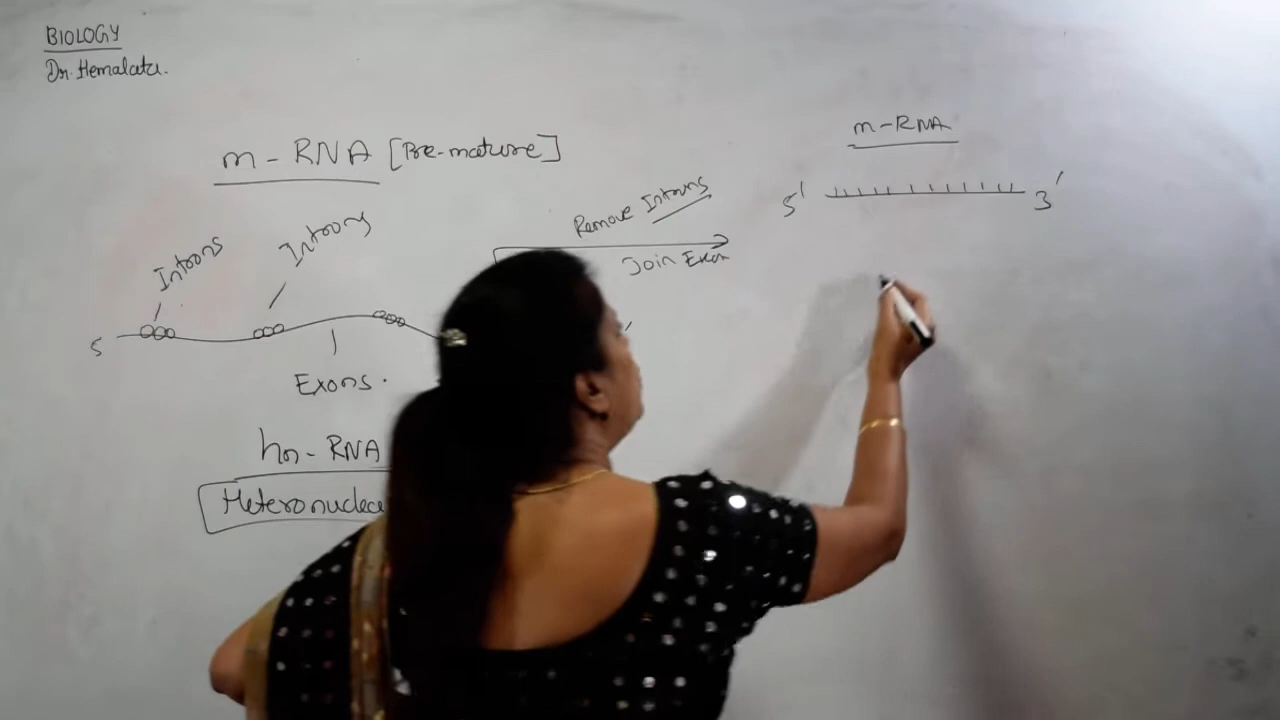 BIOLOGY
Dr. Hemalata.
m-RNA [Pre-mature]
m-RNA
5' 3'
Remove Introns
Join Exon
Introns
Introns
5
Exons.
hn-RNA
Heteronuclea